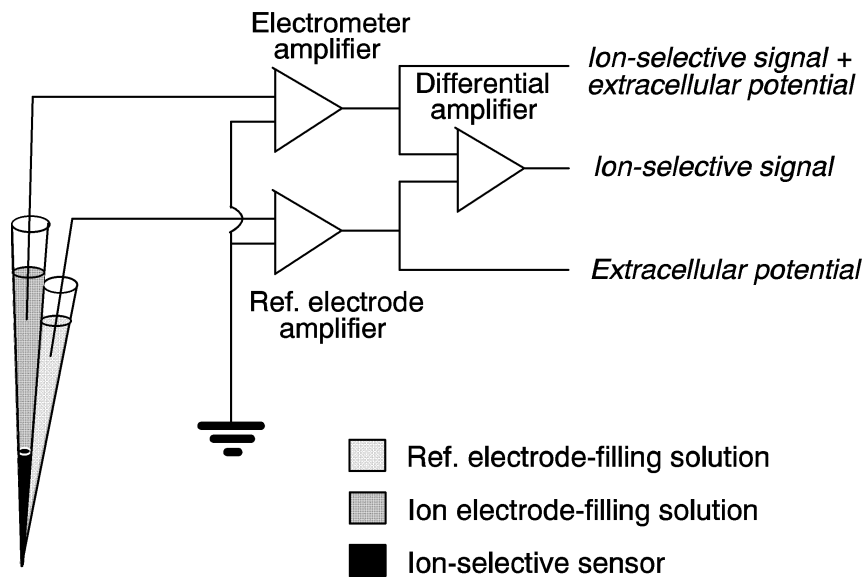 Electrometer
amplifier
Ion-selective signal +
extracellular potential
Differential
amplifier
Ion-selective signal
Extracellular potential
Ref. electrode
amplifier
Ref. electrode-filling solution
Ion electrode-filling solution
Ion-selective sensor